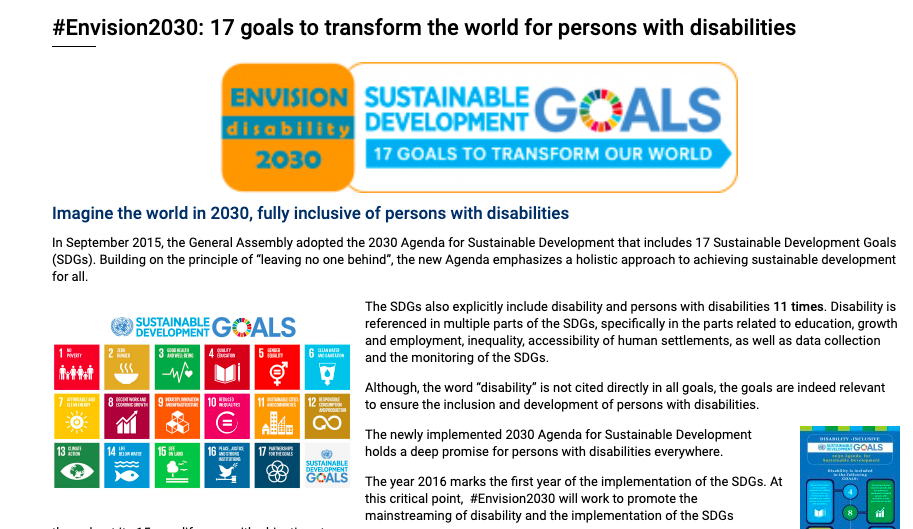 #Envision2030: 17 goals to transform the world for persons with disabilities
ENVISION
disability
2030
SUSTAINABLE
DEVELOPMENT
GOALS
17 GOALS TO TRANSFORM OUR WORLD
Imagine the world in 2030, fully inclusive of persons with disabilities
In September 2015, the General Assembly adopted the 2030 Agenda for Sustainable Development that includes 17 Sustainable Development Goals
(SDGs). Building on the principle of “leaving no one behind”, the new Agenda emphasizes a holistic approach to achieving sustainable development
for all.
SUSTAINABLE
DEVELOPMENT
GOALS
1 NO
POVERTY
2 ZERO
HUNGER
3 GOOD HEALTH
AND WELL-BEING
4 QUALITY
EDUCATION
5 GENDER
EQUALITY
6 CLEAN WATER
AND SANITATION
7 AFFORDABLE AND
CLEAN ENERGY
8 DECENT WORK AND
ECONOMIC GROWTH
9 INDUSTRY, INNOVATION
AND INFRASTRUCTURE
10 REDUCED
INEQUALITIES
11 SUSTAINABLE CITIES
AND COMMUNITIES
12 RESPONSIBLE
CONSUMPTION
AND PRODUCTION
13 CLIMATE
ACTION
14 LIFE
BELOW WATER
15 LIFE
ON LAND
16 PEACE, JUSTICE
AND STRONG
INSTITUTIONS
17 PARTNERSHIPS
FOR THE GOALS
SUSTAINABLE
DEVELOPMENT
GOALS
The SDGs also explicitly include disability and persons with disabilities 11 times. Disability is
referenced in multiple parts of the SDGs, specifically in the parts related to education, growth
and employment, inequality, accessibility of human settlements, as well as data collection
and the monitoring of the SDGs.
Although, the word “disability” is not cited directly in all goals, the goals are indeed relevant
to ensure the inclusion and development of persons with disabilities.
The newly implemented 2030 Agenda for Sustainable Development
holds a deep promise for persons with disabilities everywhere.
The year 2016 marks the first year of the implementation of the SDGs. At
this critical point, #Envision2030 will work to promote the
mainstreaming of disability and the implementation of the SDGs
DISABILITY - INCLUSIVE
SUSTAINABLE
DEVELOPMENT
GOALS
2030 Agenda for
Sustainable Development
Disability is included
in the following
GOALS:
4
8